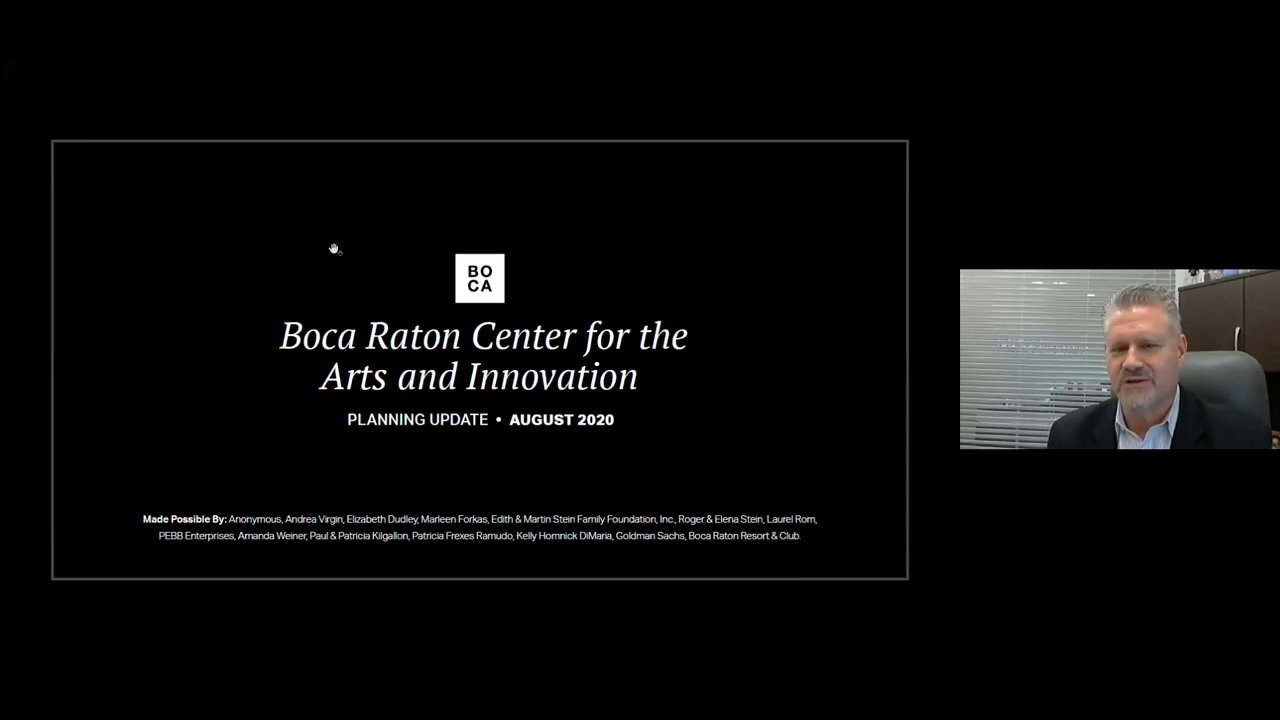 BO
CA
Boca Raton Center for the
Arts and Innovation
PLANNING UPDATE • AUGUST 2020
Made Possible By: Anonymous, Andrea Virgin, Elizabeth Dudley, Marleen Forkas, Edith & Martin Stein Family Foundation, Inc., Roger & Elena Stein, Laurel Rom,
PEBB Enterprises, Amanda Weiner, Paul & Patricia Kilgallon, Patricia Frexes Ramudo, Kelly Homnick DiMaria, Goldman Sachs, Boca Raton Resort & Club.